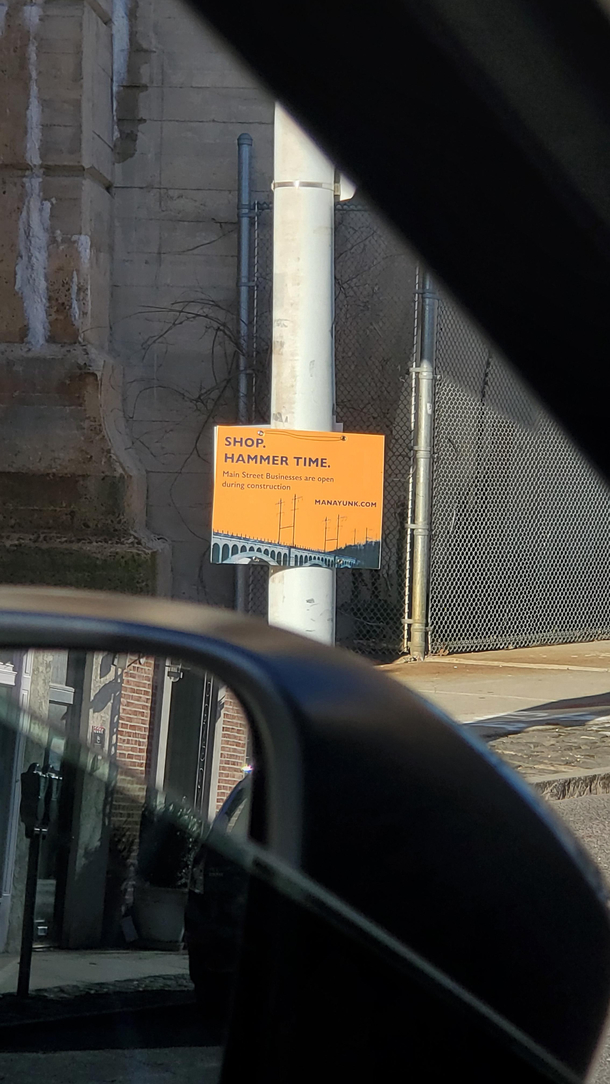 SHOP.
HAMMER TIME.
Main Street Businesses are open
during construction
MANAYUNK.COM